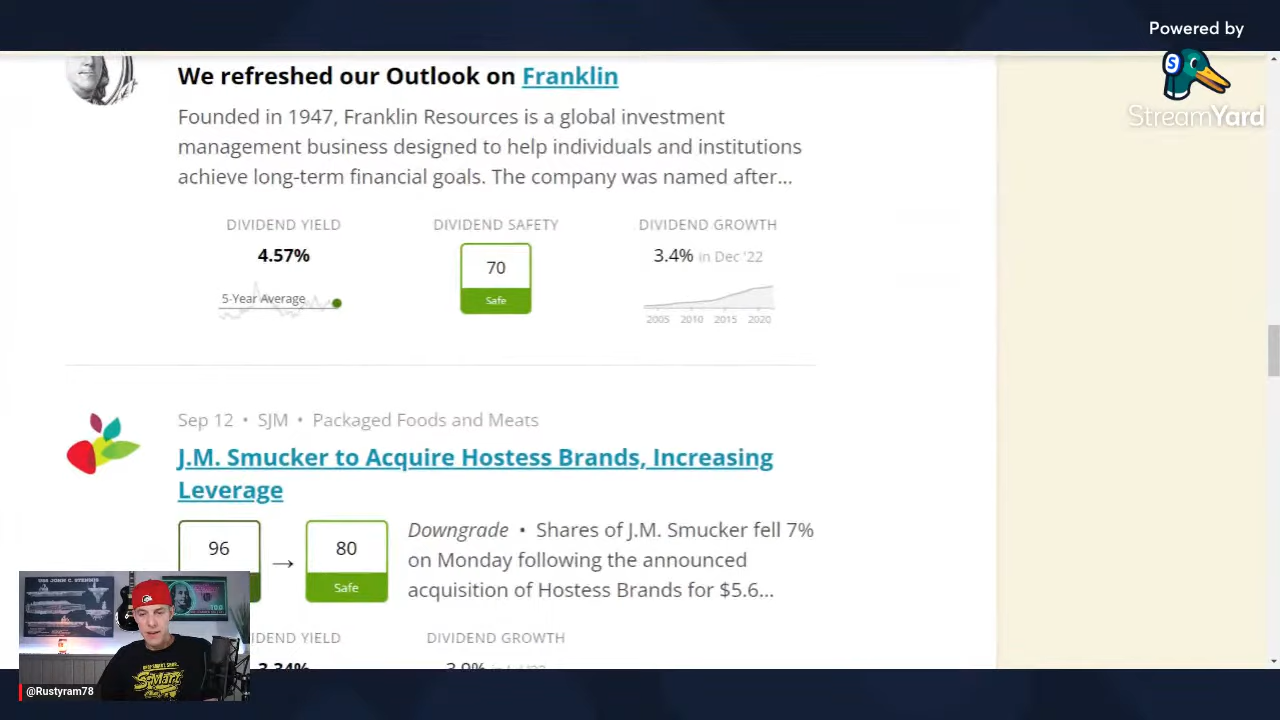 Powered by
StreamYard
We refreshed our Outlook on Franklin
Founded in 1947, Franklin Resources is a global investment
management business designed to help individuals and institutions
achieve long-term financial goals. The company was named after...
DIVIDEND YIELD
DIVIDEND SAFETY
DIVIDEND GROWTH
4.57%
70
Safe
3.4% in Dec '22
5-Year Average
2005 2010 2015 2020
Sep 12 • SJM • Packaged Foods and Meats
J.M. Smucker to Acquire Hostess Brands, Increasing
Leverage
96 → 80
Safe
Downgrade • Shares of J.M. Smucker fell 7%
on Monday following the announced
acquisition of Hostess Brands for $5.6...
DEND YIELD
DIVIDEND GROWTH
USS JOHN C. STENNIS
@Rustyram78